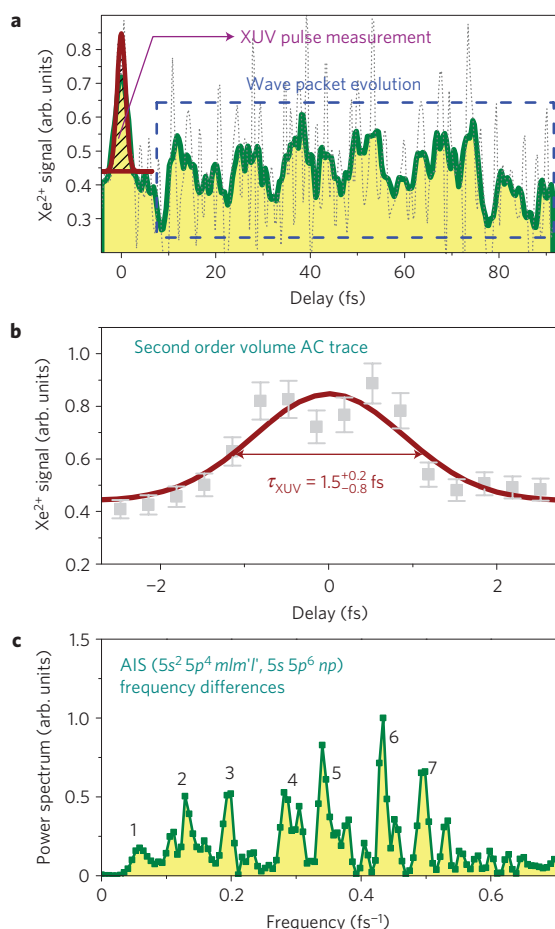 a
XUV pulse measurement
Wave packet evolution
Xe²⁺ signal (arb. units)
0.8
0.7
0.6
0.5
0.4
0.3
0
20
40
60
80
Delay (fs)
b
Second order volume AC trace
Xe²⁺ signal (arb. units)
1.0
0.8
0.6
0.4
0.2
τ_XUV = 1.5 +0.2 −0.8 fs
−2
0
2
Delay (fs)
c
AIS (5s² 5p⁴ mlm'l', 5s 5p⁶ np)
frequency differences
Power spectrum (arb. units)
1.5
1.0
0.5
0
1
2
3
4
5
6
7
0
0.2
0.4
0.6
Frequency (fs⁻¹)